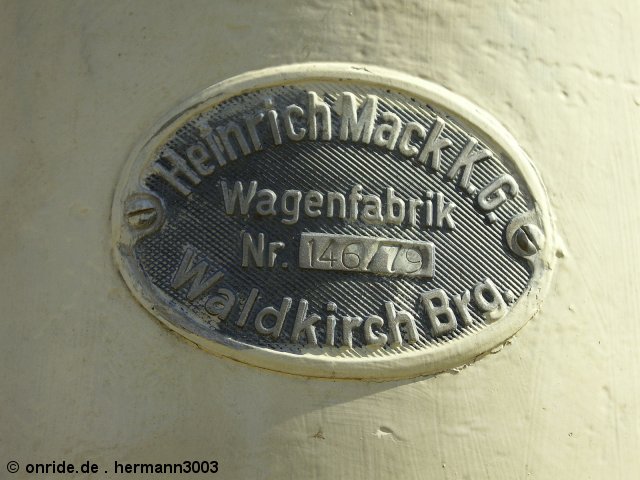 Heinrich Mack K.G.
Wagenfabrik
Nr. 146/79
Waldkirch Brg.
© onride.de . hermann3003